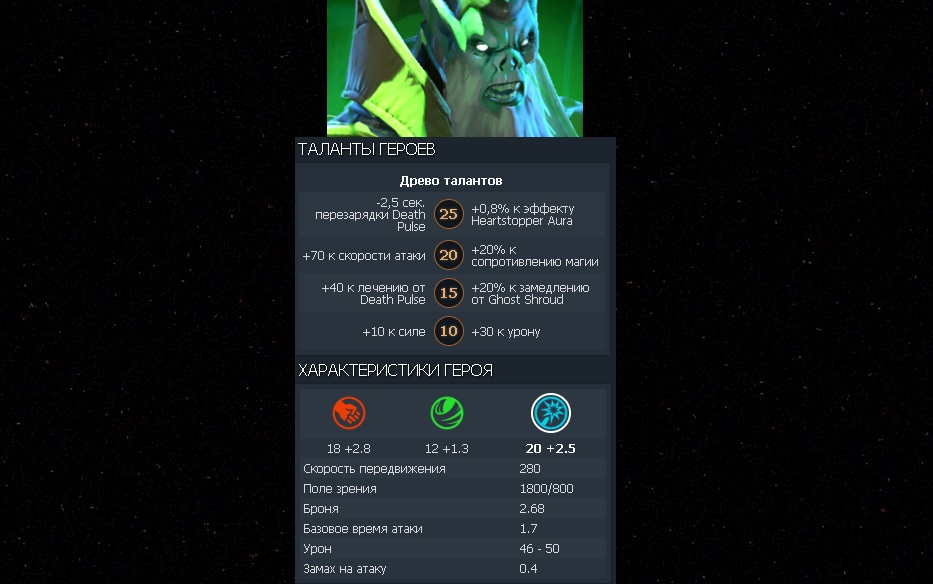 ТАЛАНТЫ ГЕРОЕВ
Древо талантов
-2,5 сек.
перезарядки Death
Pulse
25
+0,8% к эффекту
Heartstopper Aura
+70 к скорости атаки
20
+20% к
сопротивлению магии
+40 к лечению от
Death Pulse
15
+20% к замедлению
от Ghost Shroud
+10 к силе
10
+30 к урону
ХАРАКТЕРИСТИКИ ГЕРОЯ
18 +2.8 12 +1.3 20 +2.5
Скорость передвижения 280
Поле зрения 1800/800
Броня 2.68
Базовое время атаки 1.7
Урон 46 - 50
Замах на атаку 0.4